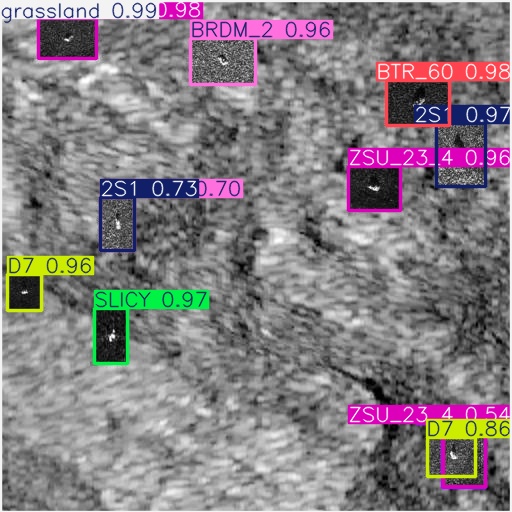 grassland 0.99 0.98
BRDM_2 0.96
BTR_60 0.98
2S1 0.97
ZSU_23_4 0.96
2S1 0.73 0.70
D7 0.96
SLICY 0.97
ZSU_23_4 0.54
D7 0.86